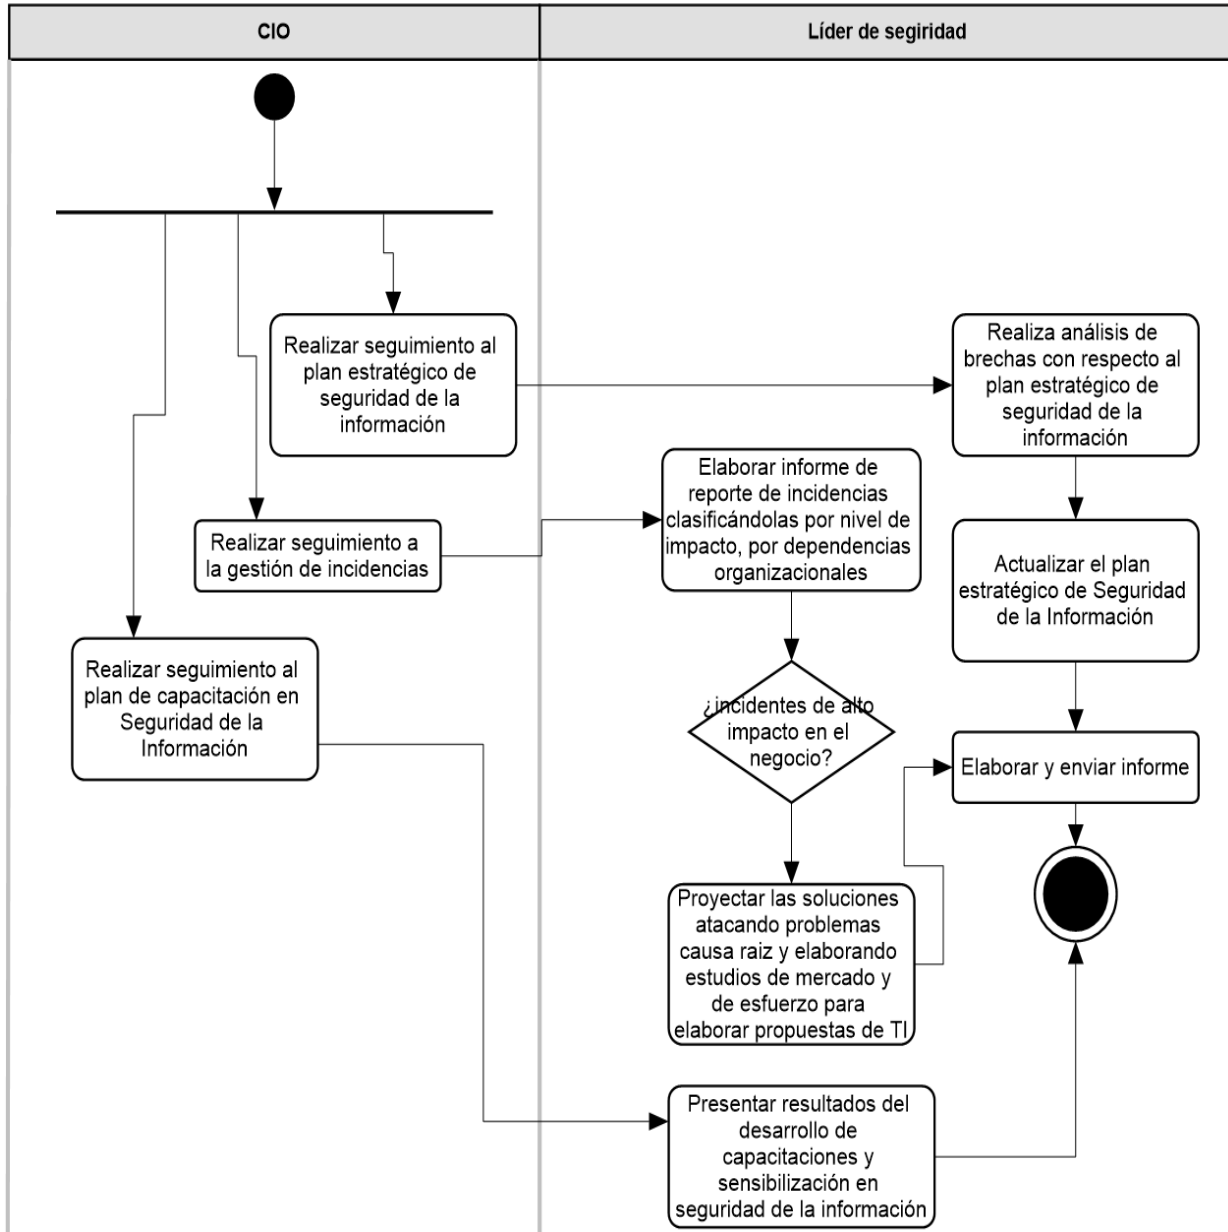 CIO
Líder de segiridad
Realizar seguimiento al
plan estratégico de
seguridad de la
información
Realiza análisis de
brechas con respecto al
plan estratégico de
seguridad de la
información
Elaborar informe de
reporte de incidencias
clasificándolas por nivel de
impacto, por dependencias
organizacionales
Realizar seguimiento a
la gestión de incidencias
Actualizar el plan
estratégico de Seguridad
de la Información
Realizar seguimiento al
plan de capacitación en
Seguridad de la
Información
¿incidentes de alto
impacto en el
negocio?
Elaborar y enviar informe
Proyectar las soluciones
atacando problemas
causa raiz y elaborando
estudios de mercado y
de esfuerzo para
elaborar propuestas de TI
Presentar resultados del
desarrollo de
capacitaciones y
sensibilización en
seguridad de la información